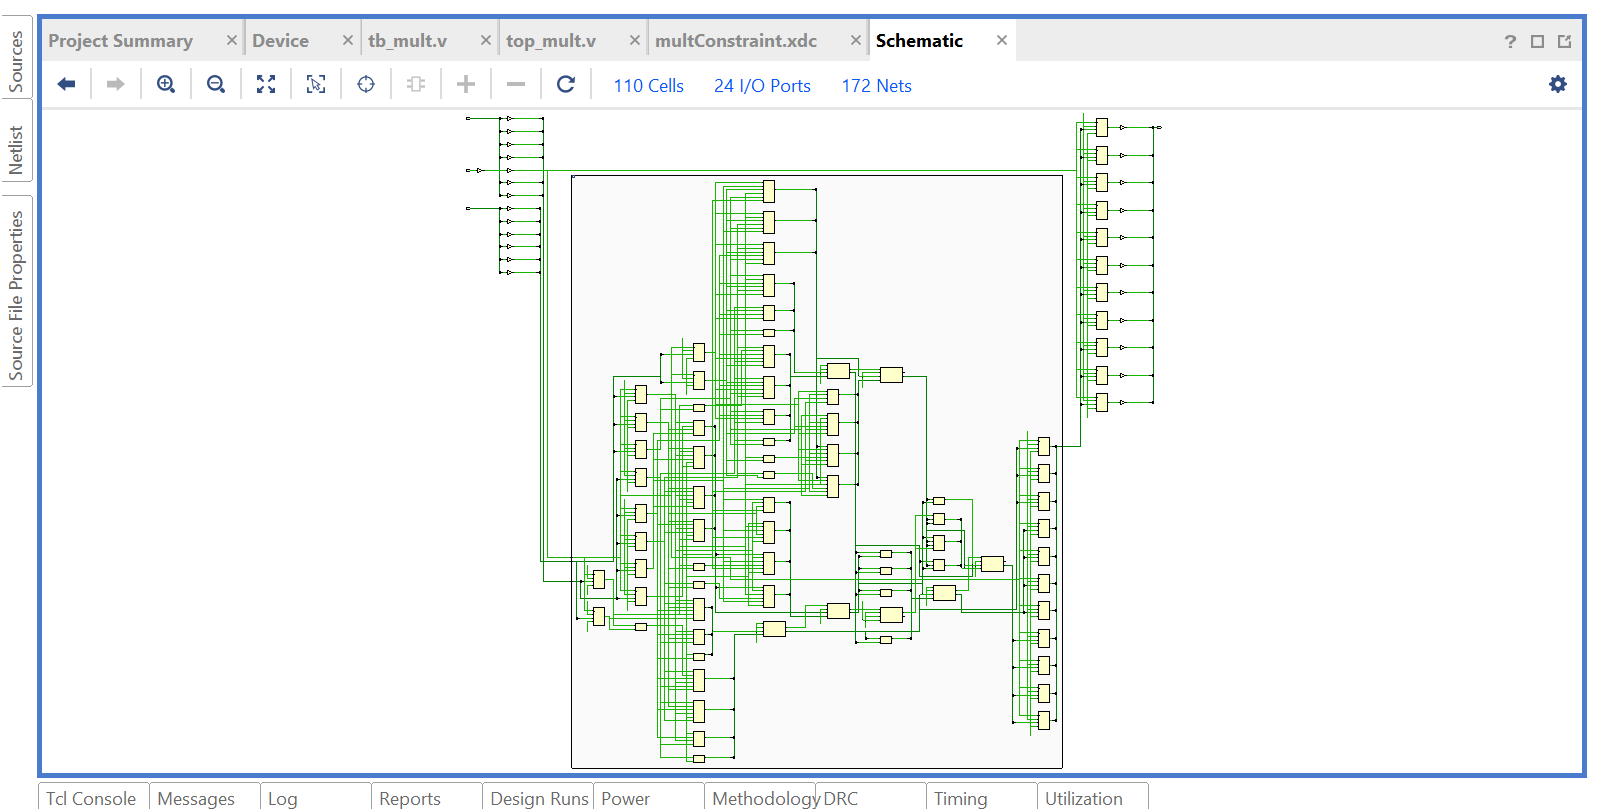 Sources
Netlist
Source File Properties
Project Summary
Device
tb_mult.v
top_mult.v
multConstraint.xdc
Schematic
?
110 Cells
24 I/O Ports
172 Nets
Tcl Console
Messages
Log
Reports
Design Runs
Power
Methodology
DRC
Timing
Utilization